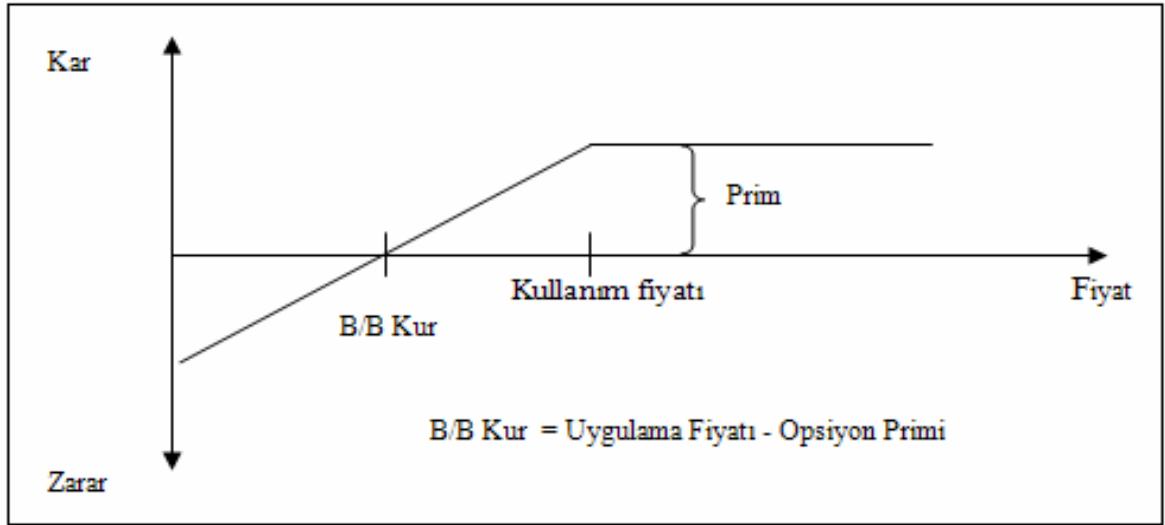 Kar
Prim
Kullanım fiyatı
Fiyat
B/B Kur
B/B Kur = Uygulama Fiyatı - Opsiyon Primi
Zarar